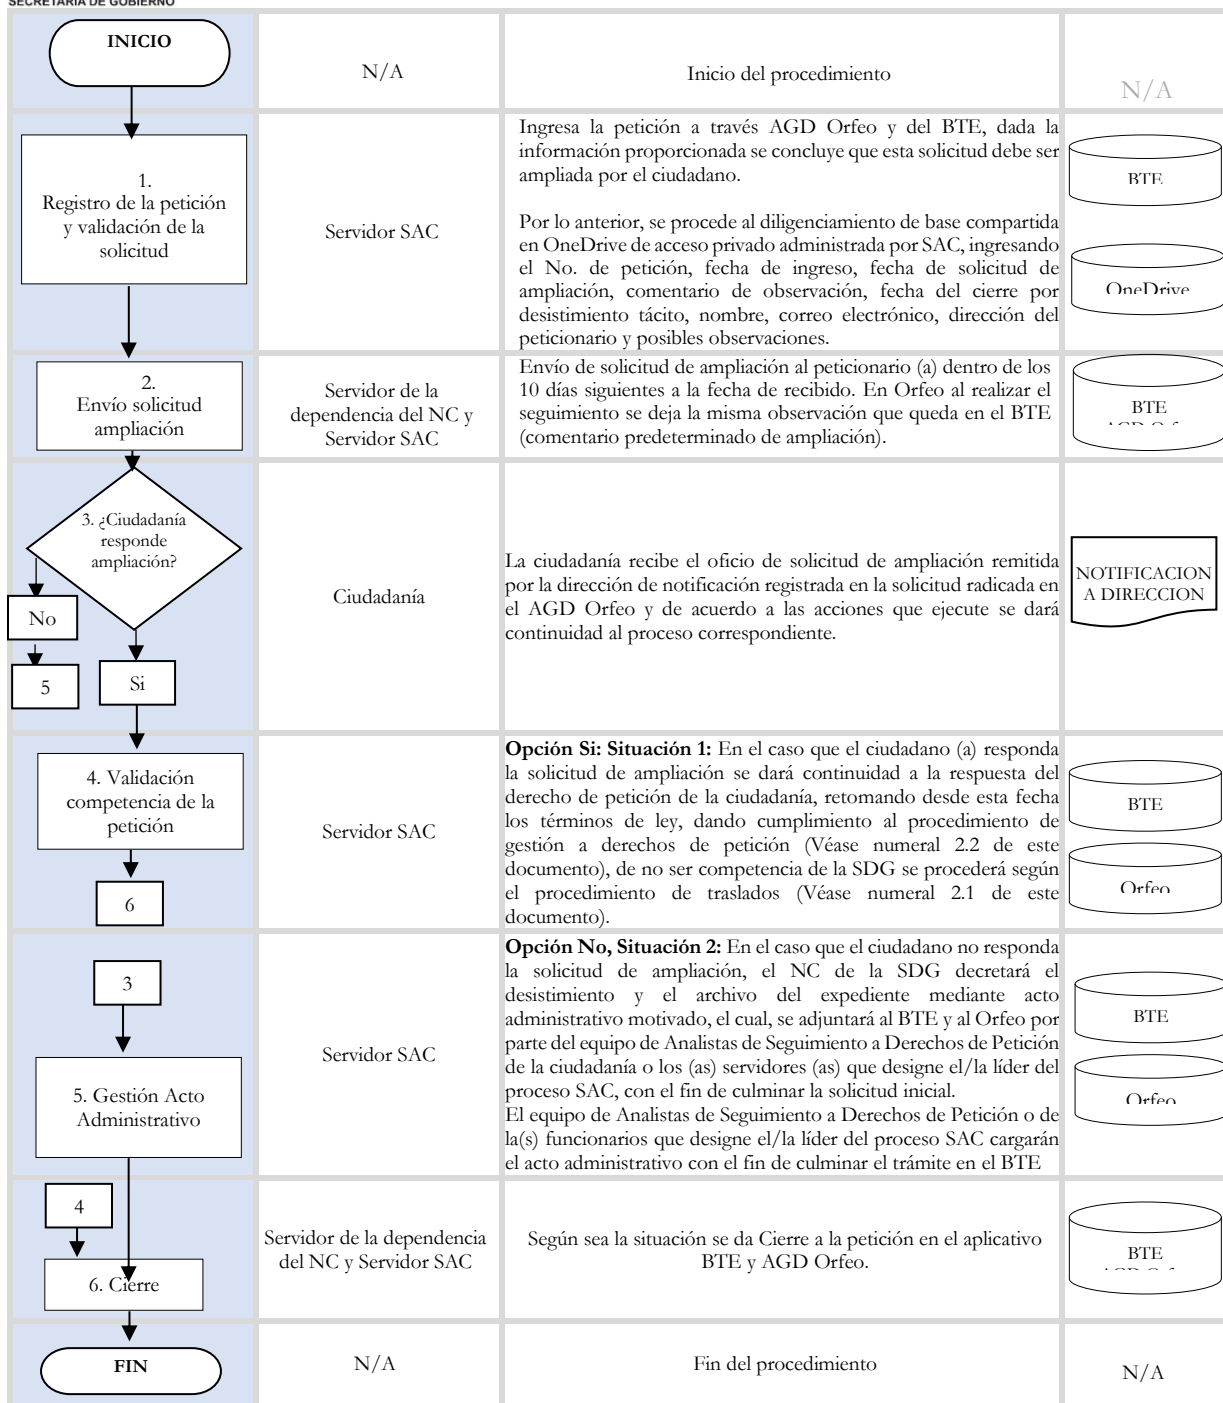 SECRETARÍA DE GOBIERNO
INICIO
N/A
Inicio del procedimiento
N/A
1.
Registro de la petición
y validación de la
solicitud
Servidor SAC
Ingresa la petición a través AGD Orfeo y del BTE, dada la
información proporcionada se concluye que esta solicitud debe ser
ampliada por el ciudadano.
Por lo anterior, se procede al diligenciamiento de base compartida
en OneDrive de acceso privado administrada por SAC, ingresando
el No. de petición, fecha de ingreso, fecha de solicitud de
ampliación, comentario de observación, fecha del cierre por
desistimiento tácito, nombre, correo electrónico, dirección del
peticionario y posibles observaciones.
BTE
OneDrive
2.
Envío solicitud
ampliación
Servidor de la
dependencia del NC y
Servidor SAC
Envío de solicitud de ampliación al peticionario (a) dentro de los
10 días siguientes a la fecha de recibido. En Orfeo al realizar el
seguimiento se deja la misma observación que queda en el BTE
(comentario predeterminado de ampliación).
BTE
3. ¿Ciudadanía
responde
ampliación?
No
5
Si
Ciudadanía
La ciudadanía recibe el oficio de solicitud de ampliación remitida
por la dirección de notificación registrada en la solicitud radicada en
el AGD Orfeo y de acuerdo a las acciones que ejecute se dará
continuidad al proceso correspondiente.
NOTIFICACION
A DIRECCION
4. Validación
competencia de la
petición
6
Servidor SAC
Opción Si: Situación 1: En el caso que el ciudadano (a) responda
la solicitud de ampliación se dará continuidad a la respuesta del
derecho de petición de la ciudadanía, retomando desde esta fecha
los términos de ley, dando cumplimiento al procedimiento de
gestión a derechos de petición (Véase numeral 2.2 de este
documento), de no ser competencia de la SDG se procederá según
el procedimiento de traslados (Véase numeral 2.1 de este
documento).
BTE
Orfeo
3
5. Gestión Acto
Administrativo
Servidor SAC
Opción No, Situación 2: En el caso que el ciudadano no responda
la solicitud de ampliación, el NC de la SDG decretará el
desistimiento y el archivo del expediente mediante acto
administrativo motivado, el cual, se adjuntará al BTE y al Orfeo por
parte del equipo de Analistas de Seguimiento a Derechos de Petición
de la ciudadanía o los (as) servidores (as) que designe el/la líder del
proceso SAC, con el fin de culminar la solicitud inicial.
El equipo de Analistas de Seguimiento a Derechos de Petición o de
la(s) funcionarios que designe el/la líder del proceso SAC cargarán
el acto administrativo con el fin de culminar el trámite en el BTE
BTE
Orfeo
4
6. Cierre
Servidor de la dependencia
del NC y Servidor SAC
Según sea la situación se da Cierre a la petición en el aplicativo
BTE y AGD Orfeo.
BTE
FIN
N/A
Fin del procedimiento
N/A